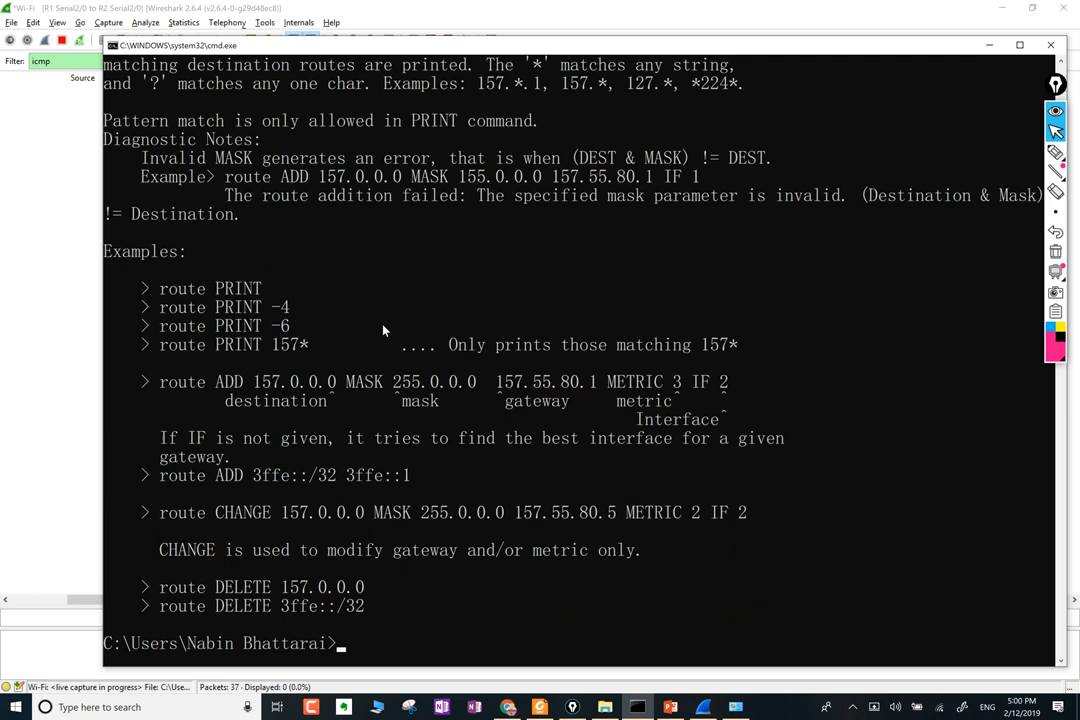 *Wi-Fi [R1 Serial2/0 to R2 Serial2/0] [Wireshark 2.6.4 (v2.6.4-0-g29d48ec8)]
File Edit View Go Capture Analyze Statistics Telephony Tools Internals Help
Filter: icmp
Source
C:\WINDOWS\system32\cmd.exe
matching destination routes are printed. The '*' matches any string,
and '?' matches any one char. Examples: 157.*.1, 157.*, 127.*, *224*.
Pattern match is only allowed in PRINT command.
Diagnostic Notes:
Invalid MASK generates an error, that is when (DEST & MASK) != DEST.
Example> route ADD 157.0.0.0 MASK 155.0.0.0 157.55.80.1 IF 1
The route addition failed: The specified mask parameter is invalid. (Destination & Mask)
!= Destination.
Examples:
> route PRINT
> route PRINT -4
> route PRINT -6
> route PRINT 157* .... Only prints those matching 157*
> route ADD 157.0.0.0 MASK 255.0.0.0 157.55.80.1 METRIC 3 IF 2
destination^ ^mask ^gateway metric^ ^
Interface^
If IF is not given, it tries to find the best interface for a given
gateway.
> route ADD 3ffe::/32 3ffe::1
> route CHANGE 157.0.0.0 MASK 255.0.0.0 157.55.80.5 METRIC 2 IF 2
CHANGE is used to modify gateway and/or metric only.
> route DELETE 157.0.0.0
> route DELETE 3ffe::/32
C:\Users\Nabin Bhattarai>_
Wi-Fi: <live capture in progress> File: C:\Use... Packets: 37 · Displayed: 0 (0.0%)
Type here to search
ENG
5:00 PM
2/12/2019